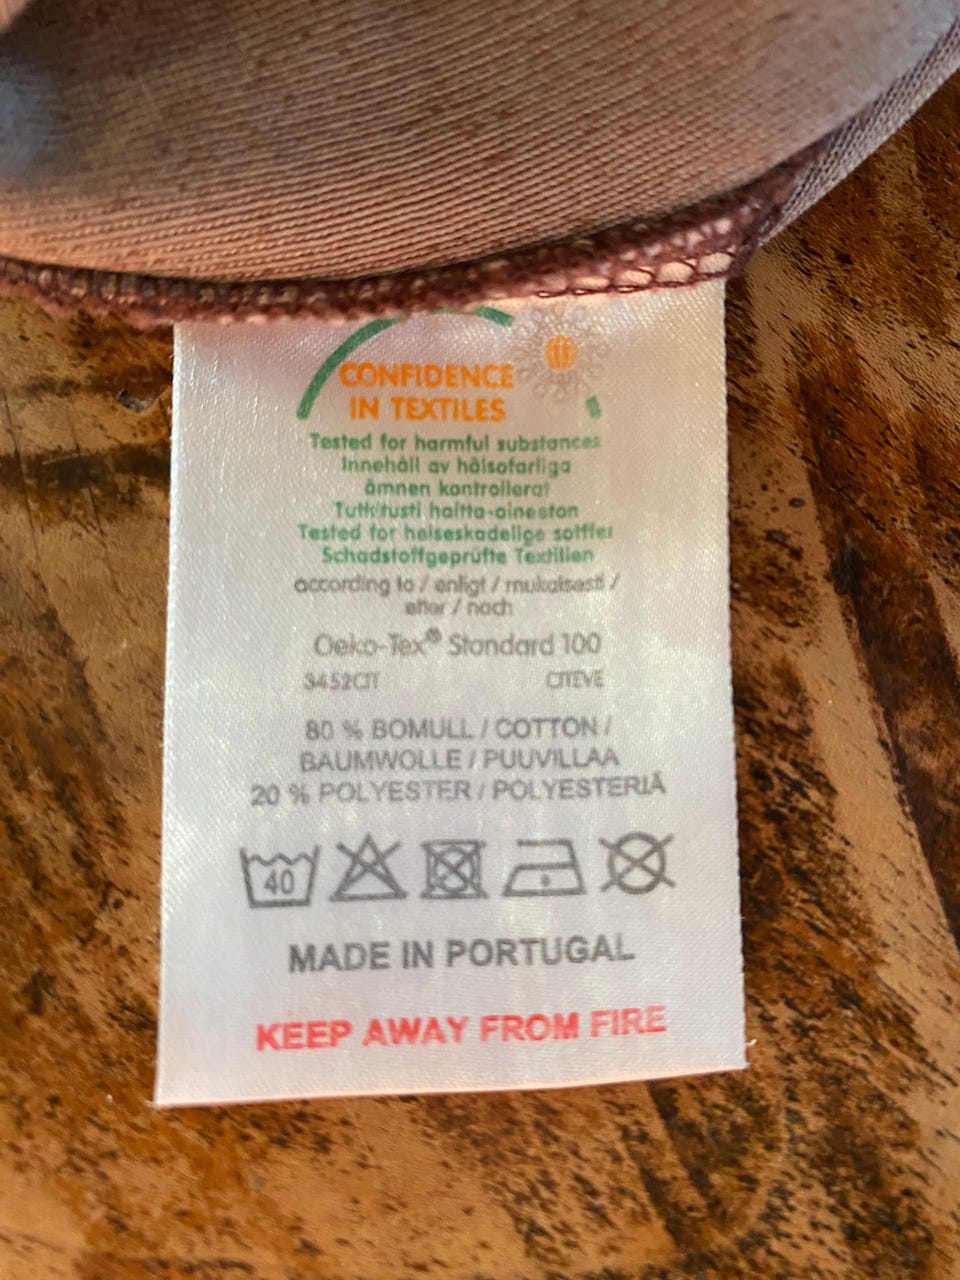 CONFIDENCE
IN TEXTILES
Tested for harmful substances
Innehåll av hälsofarliga
ämnen kontrollerat
Tutkitusti haitta-aineeton
Tested for helseskadelige soffer
Schadstoffgeprüfte Textilien
according to / enligt / mukaisesti /
efter / nach
Oeko-Tex® Standard 100
3452CIT CITEVE
80 % BOMULL / COTTON /
BAUMWOLLE / PUUVILLAA
20 % POLYESTER / POLYESTERIÄ
40
MADE IN PORTUGAL
KEEP AWAY FROM FIRE